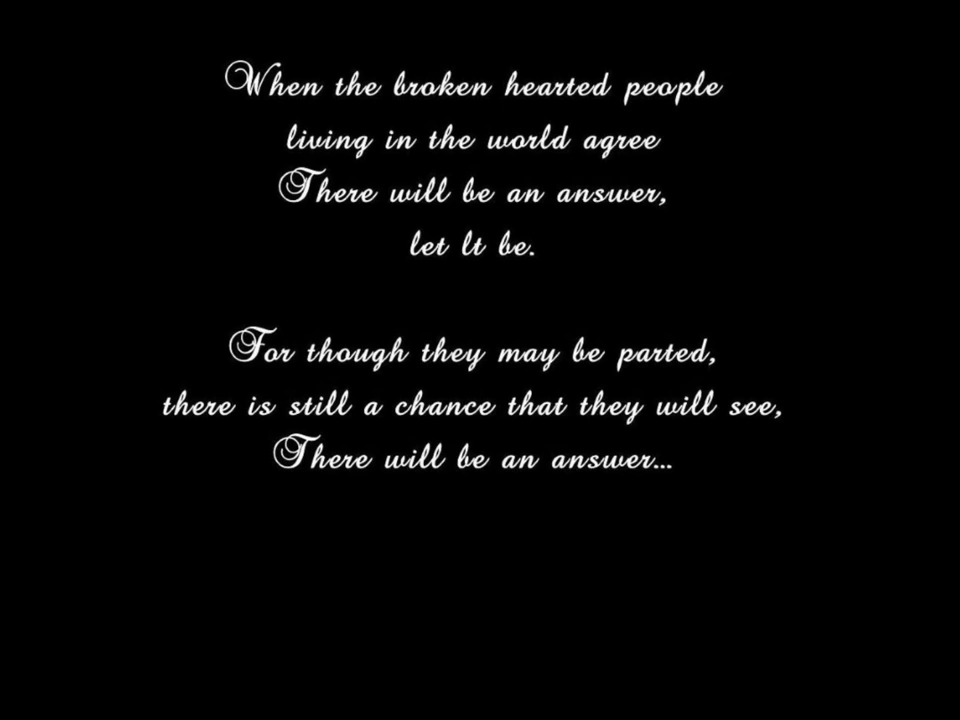 When the broken hearted people
living in the world agree
There will be an answer,
let lt be.
For though they may be parted,
there is still a chance that they will see,
There will be an answer...